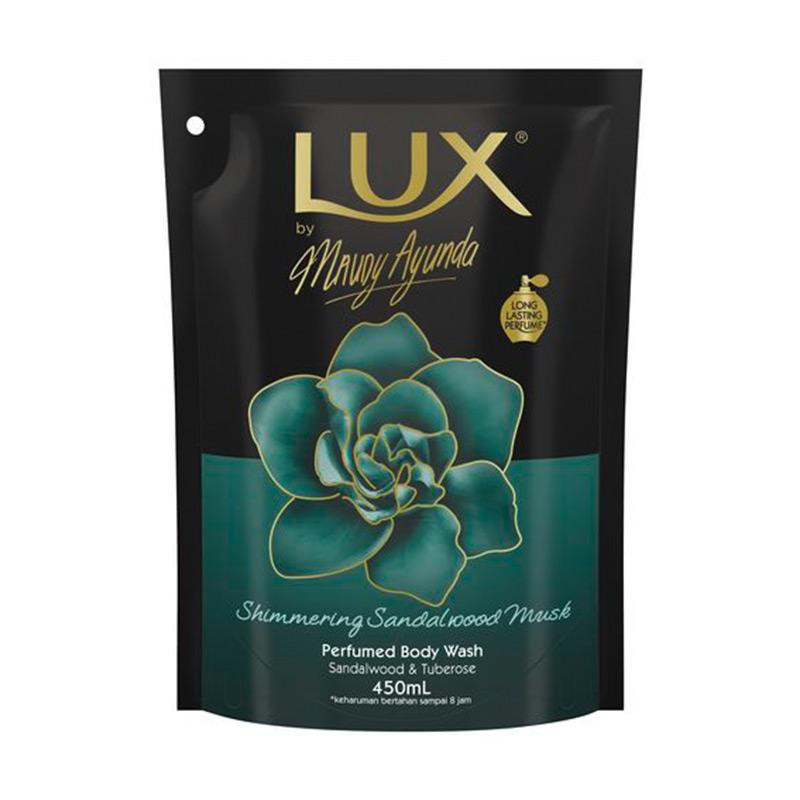 LUX®
by
Maudy Ayunda
LONG
LASTING
PERFUME*
Shimmering Sandalwood Musk
Perfumed Body Wash
Sandalwood & Tuberose
450mL
*keharuman bertahan sampai 8 jam